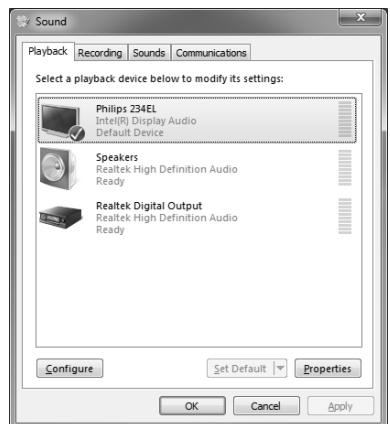 Sound
Playback Recording Sounds Communications
Select a playback device below to modify its settings:
Philips 234EL
Intel(R) Display Audio
Default Device
Speakers
Realtek High Definition Audio
Ready
Realtek Digital Output
Realtek High Definition Audio
Ready
Configure Set Default Properties
OK Cancel Apply